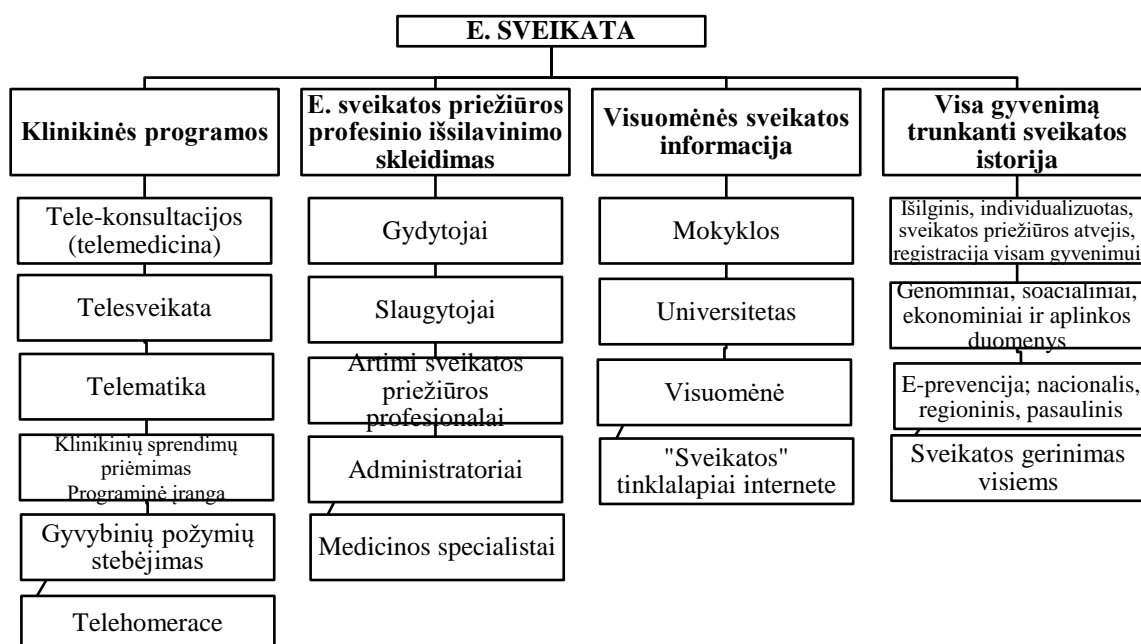 E. SVEIKATA
Klinikinės programos
Tele-konsultacijos
(telemedicina)
Telesveikata
Telematika
Klinikinių sprendimų
priėmimas
Programinė įranga
Gyvybinių požymių
stebėjimas
Telehomerace
E. sveikatos priežiūros
profesinio išsilavinimo
skleidimas
Gydytojai
Slaugytojai
Artimi sveikatos
priežiūros
profesionalai
Administratoriai
Medicinos specialistai
Visuomėnės sveikatos
informacija
Mokyklos
Universitetas
Visuomėnė
"Sveikatos"
tinklalapiai internete
Visa gyvenimą
trunkanti sveikatos
istorija
Išilginis, individualizuotas,
sveikatos priežiūros atvejis,
registracija visam gyvenimui
Genominiai, soacialiniai,
ekonominiai ir aplinkos
duomenys
E-prevencija; nacionalis,
regioninis, pasaulinis
Sveikatos gerinimas
visiems